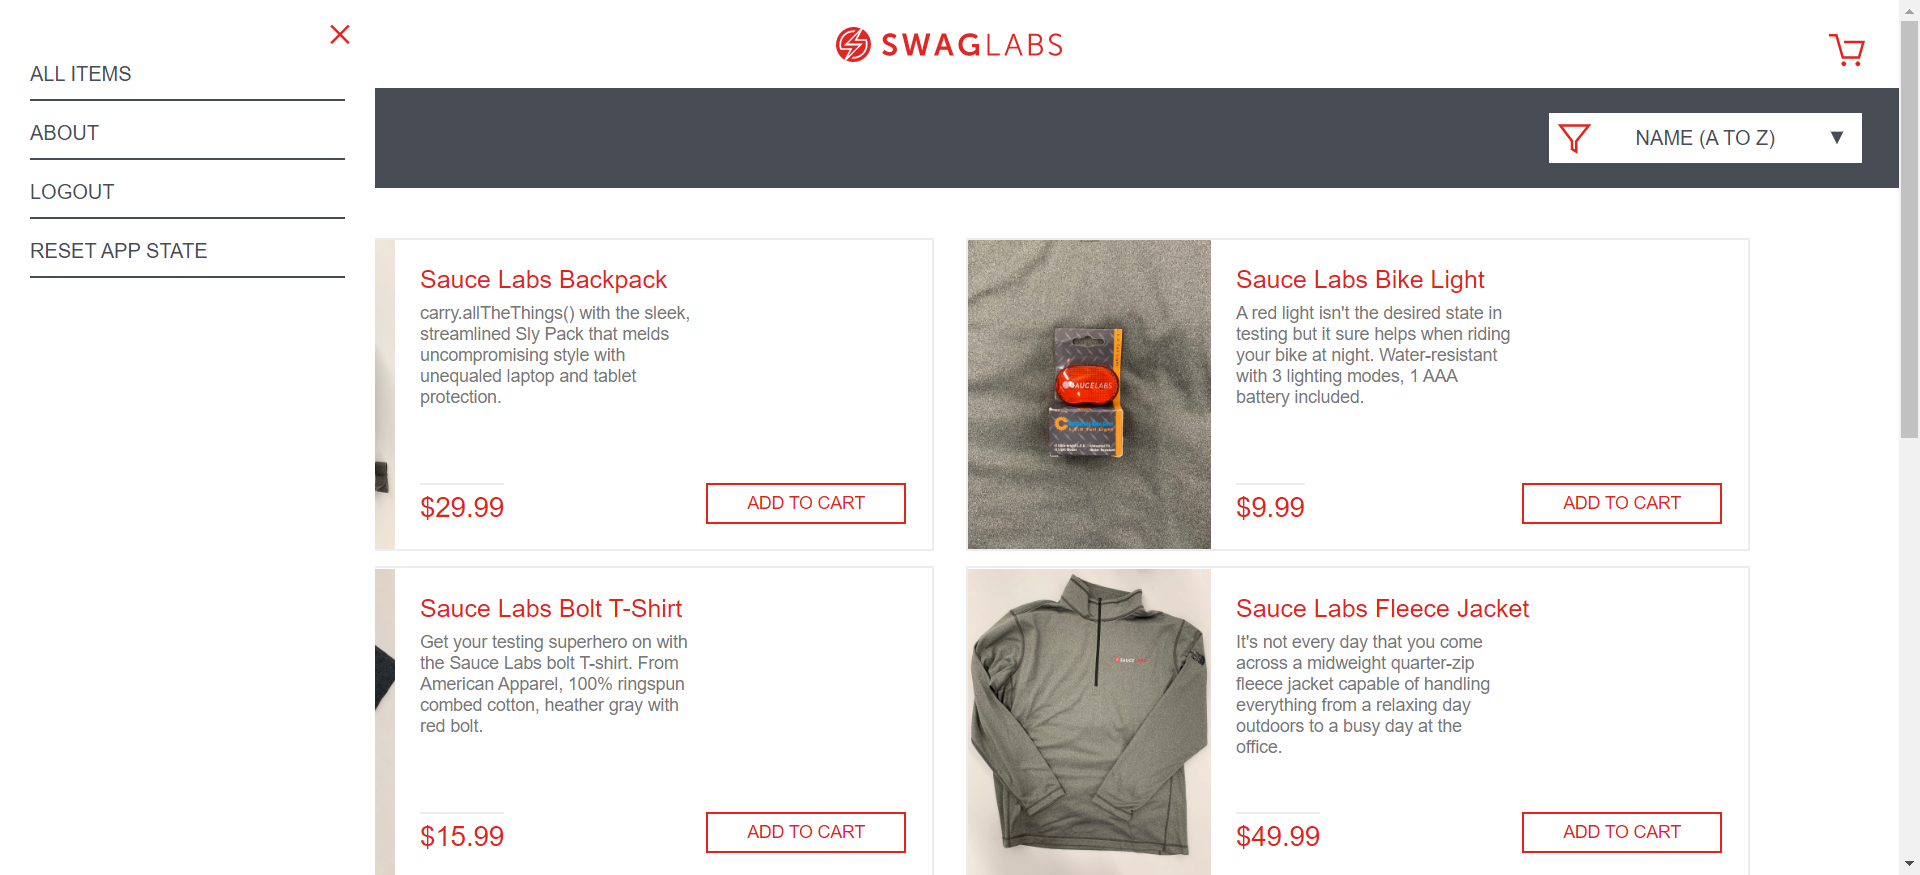 ALL ITEMS
ABOUT
LOGOUT
RESET APP STATE
SWAGLABS
NAME (A TO Z)
Sauce Labs Backpack
carry.allTheThings() with the sleek,
streamlined Sly Pack that melds
uncompromising style with
unequaled laptop and tablet
protection.
$29.99
ADD TO CART
SAUCELABS
Sauce Labs Bike Light
A red light isn't the desired state in
testing but it sure helps when riding
your bike at night. Water-resistant
with 3 lighting modes, 1 AAA
battery included.
$9.99
ADD TO CART
Sauce Labs Bolt T-Shirt
Get your testing superhero on with
the Sauce Labs bolt T-shirt. From
American Apparel, 100% ringspun
combed cotton, heather gray with
red bolt.
$15.99
ADD TO CART
Sauce Labs Fleece Jacket
It's not every day that you come
across a midweight quarter-zip
fleece jacket capable of handling
everything from a relaxing day
outdoors to a busy day at the
office.
$49.99
ADD TO CART